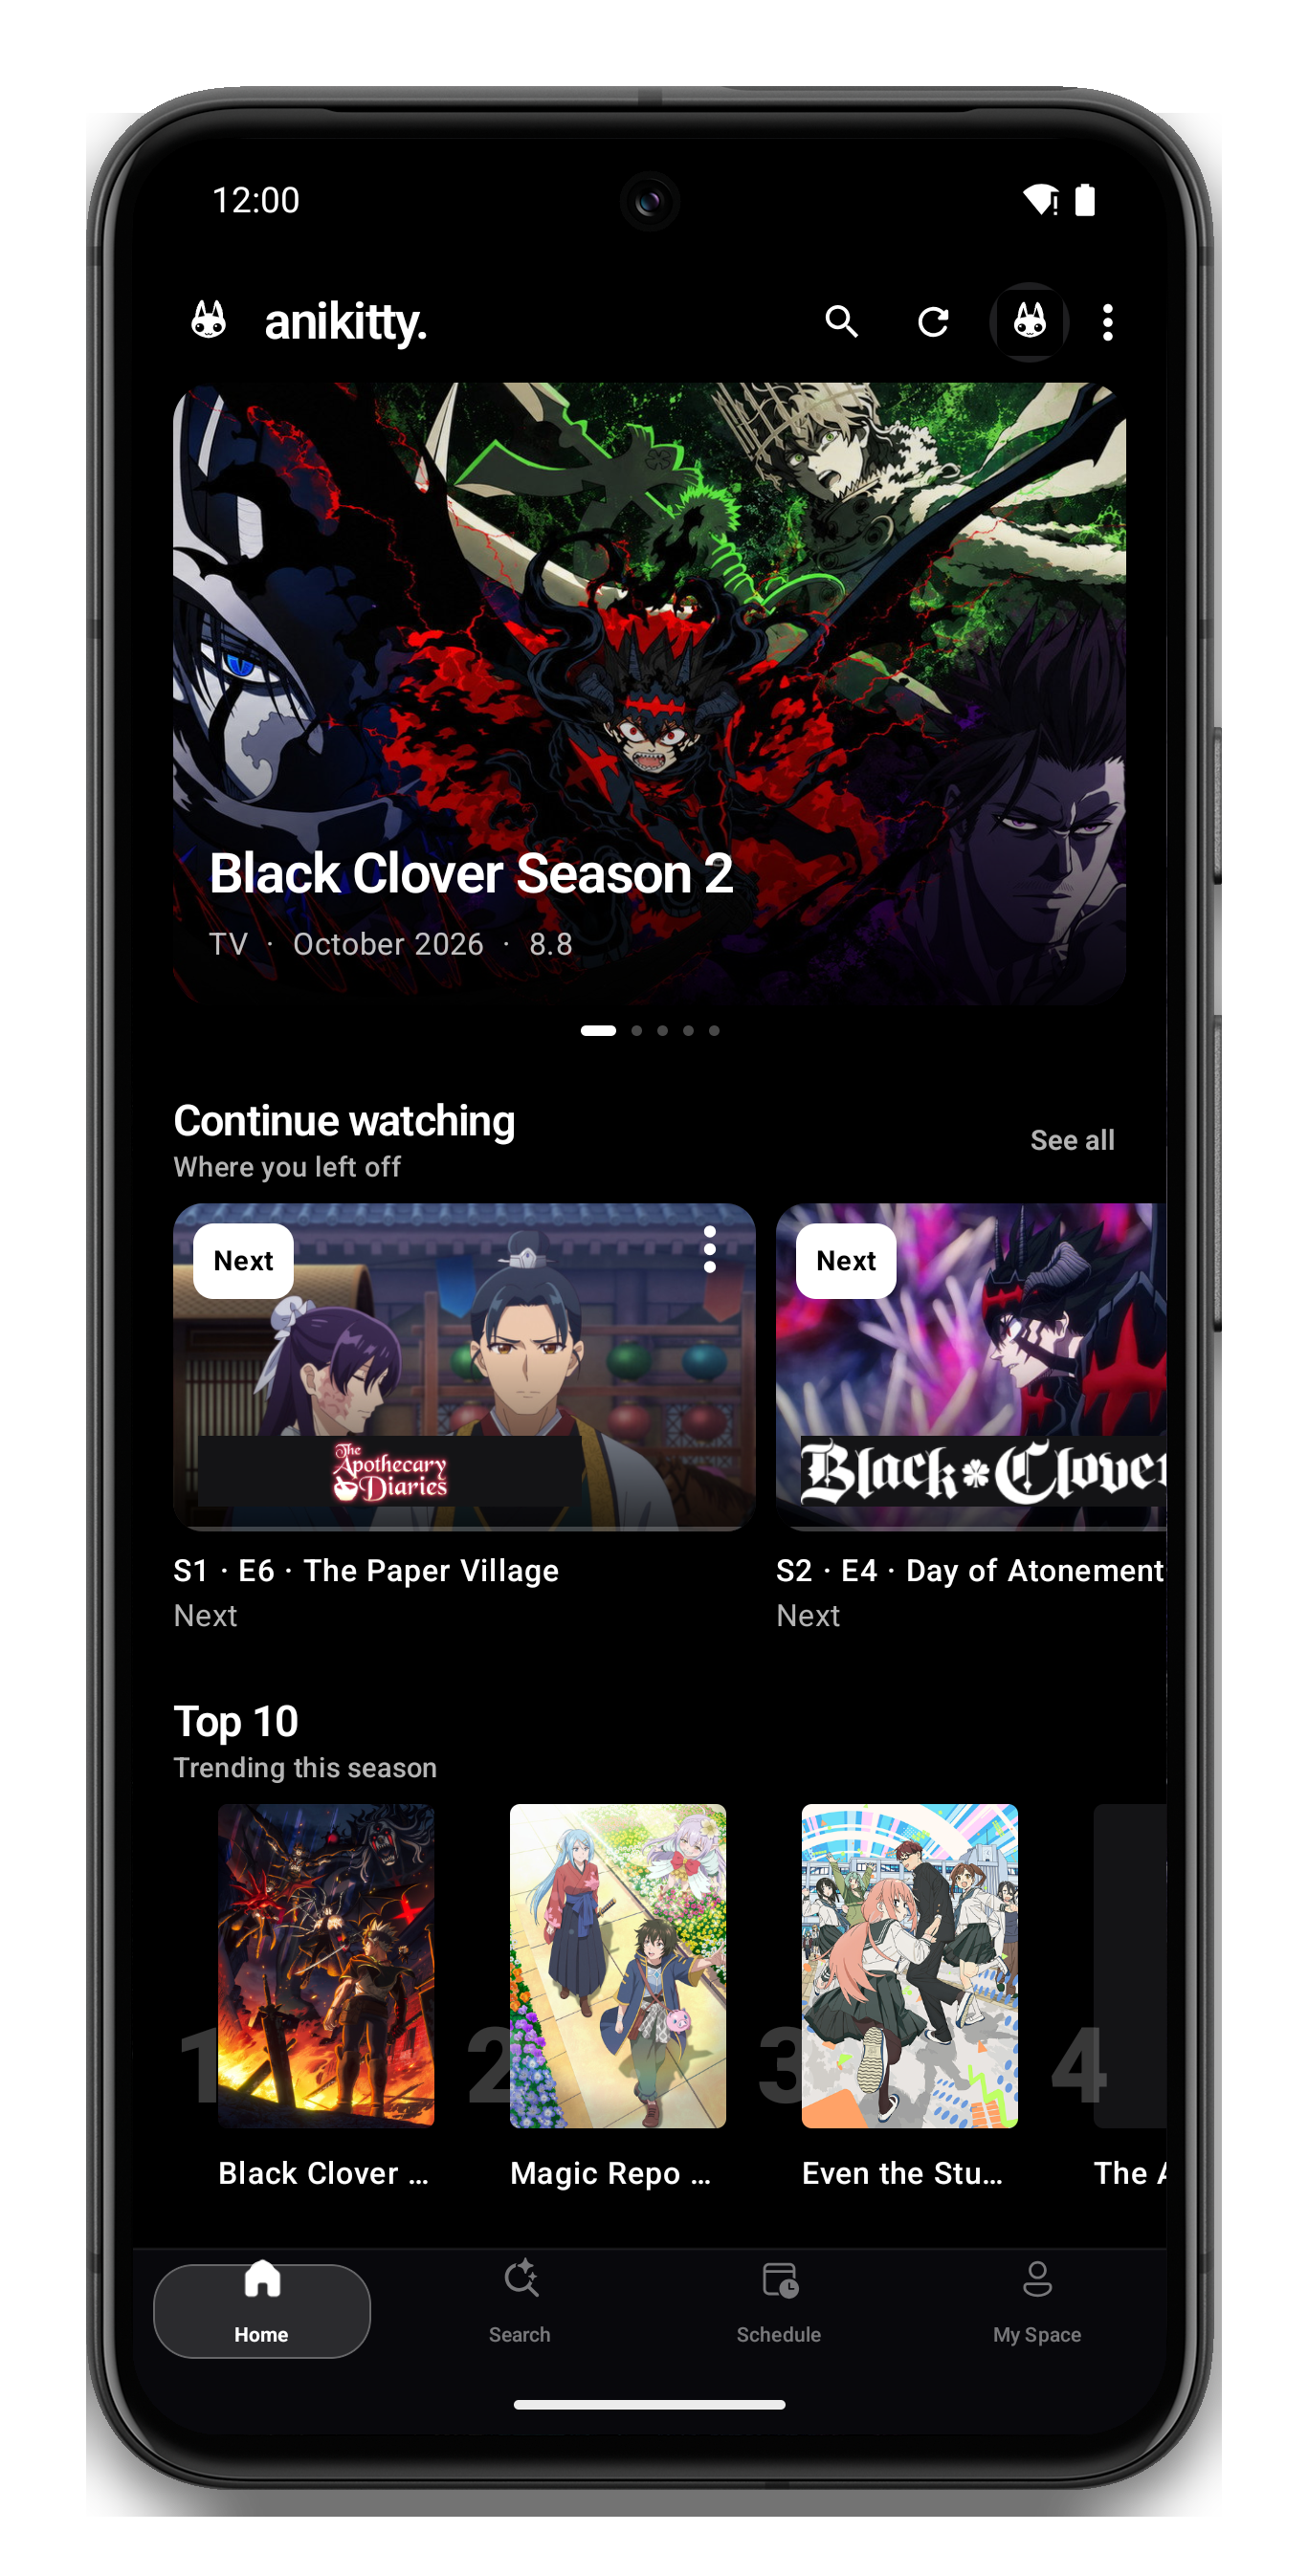 12:00
anikitty.
Black Clover Season 2
TV · October 2026 · 8.8
Continue watching
See all
Where you left off
Next
Next
The Apothecary Diaries
Black Clover
S1 · E6 · The Paper Village
S2 · E4 · Day of Atonement
Next
Next
Top 10
Trending this season
1
2
3
4
Black Clover ...
Magic Repo ...
Even the Stu...
The
Home
Search
Schedule
My Space